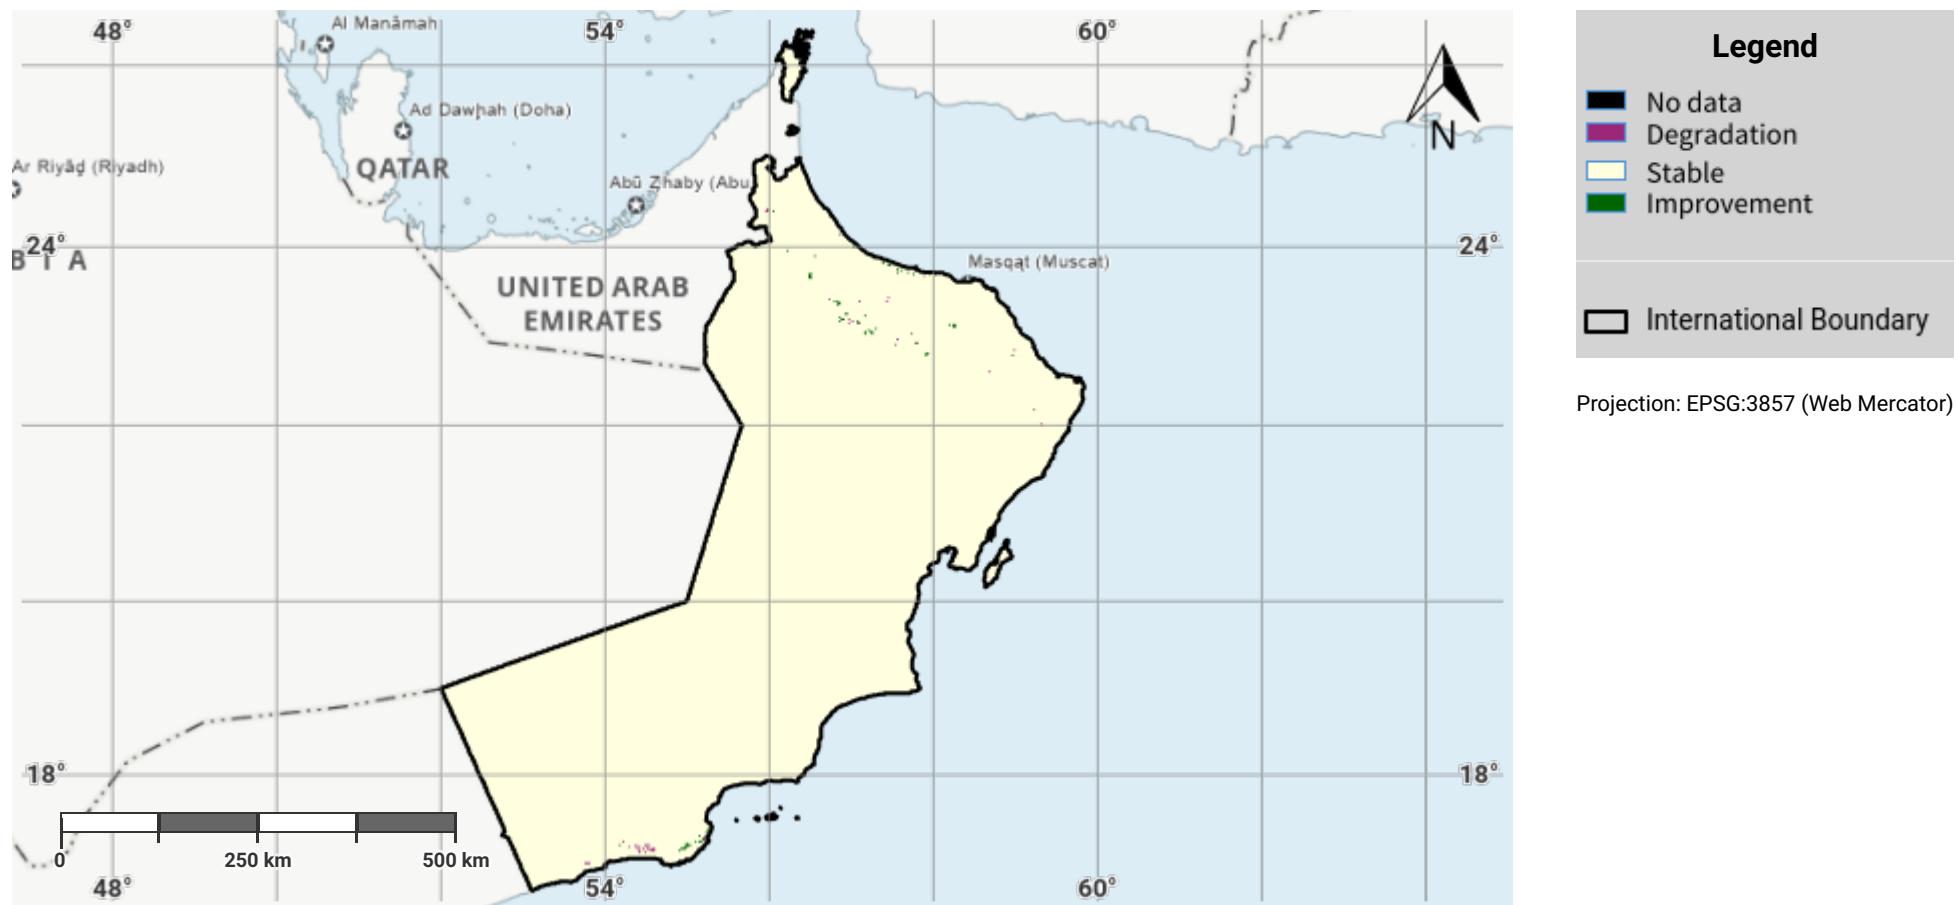 48°
54°
60°
Al Manāmah
Ad Dawḩah (Doha)
QATAR
Ar Riyāḑ (Riyadh)
Abū Z̧haby (Abu
24°
24°
B I A
Masqaţ (Muscat)
UNITED ARAB
EMIRATES
18°
18°
0
250 km
500 km
48°
54°
60°
N
Legend
No data
Degradation
Stable
Improvement
International Boundary
Projection: EPSG:3857 (Web Mercator)